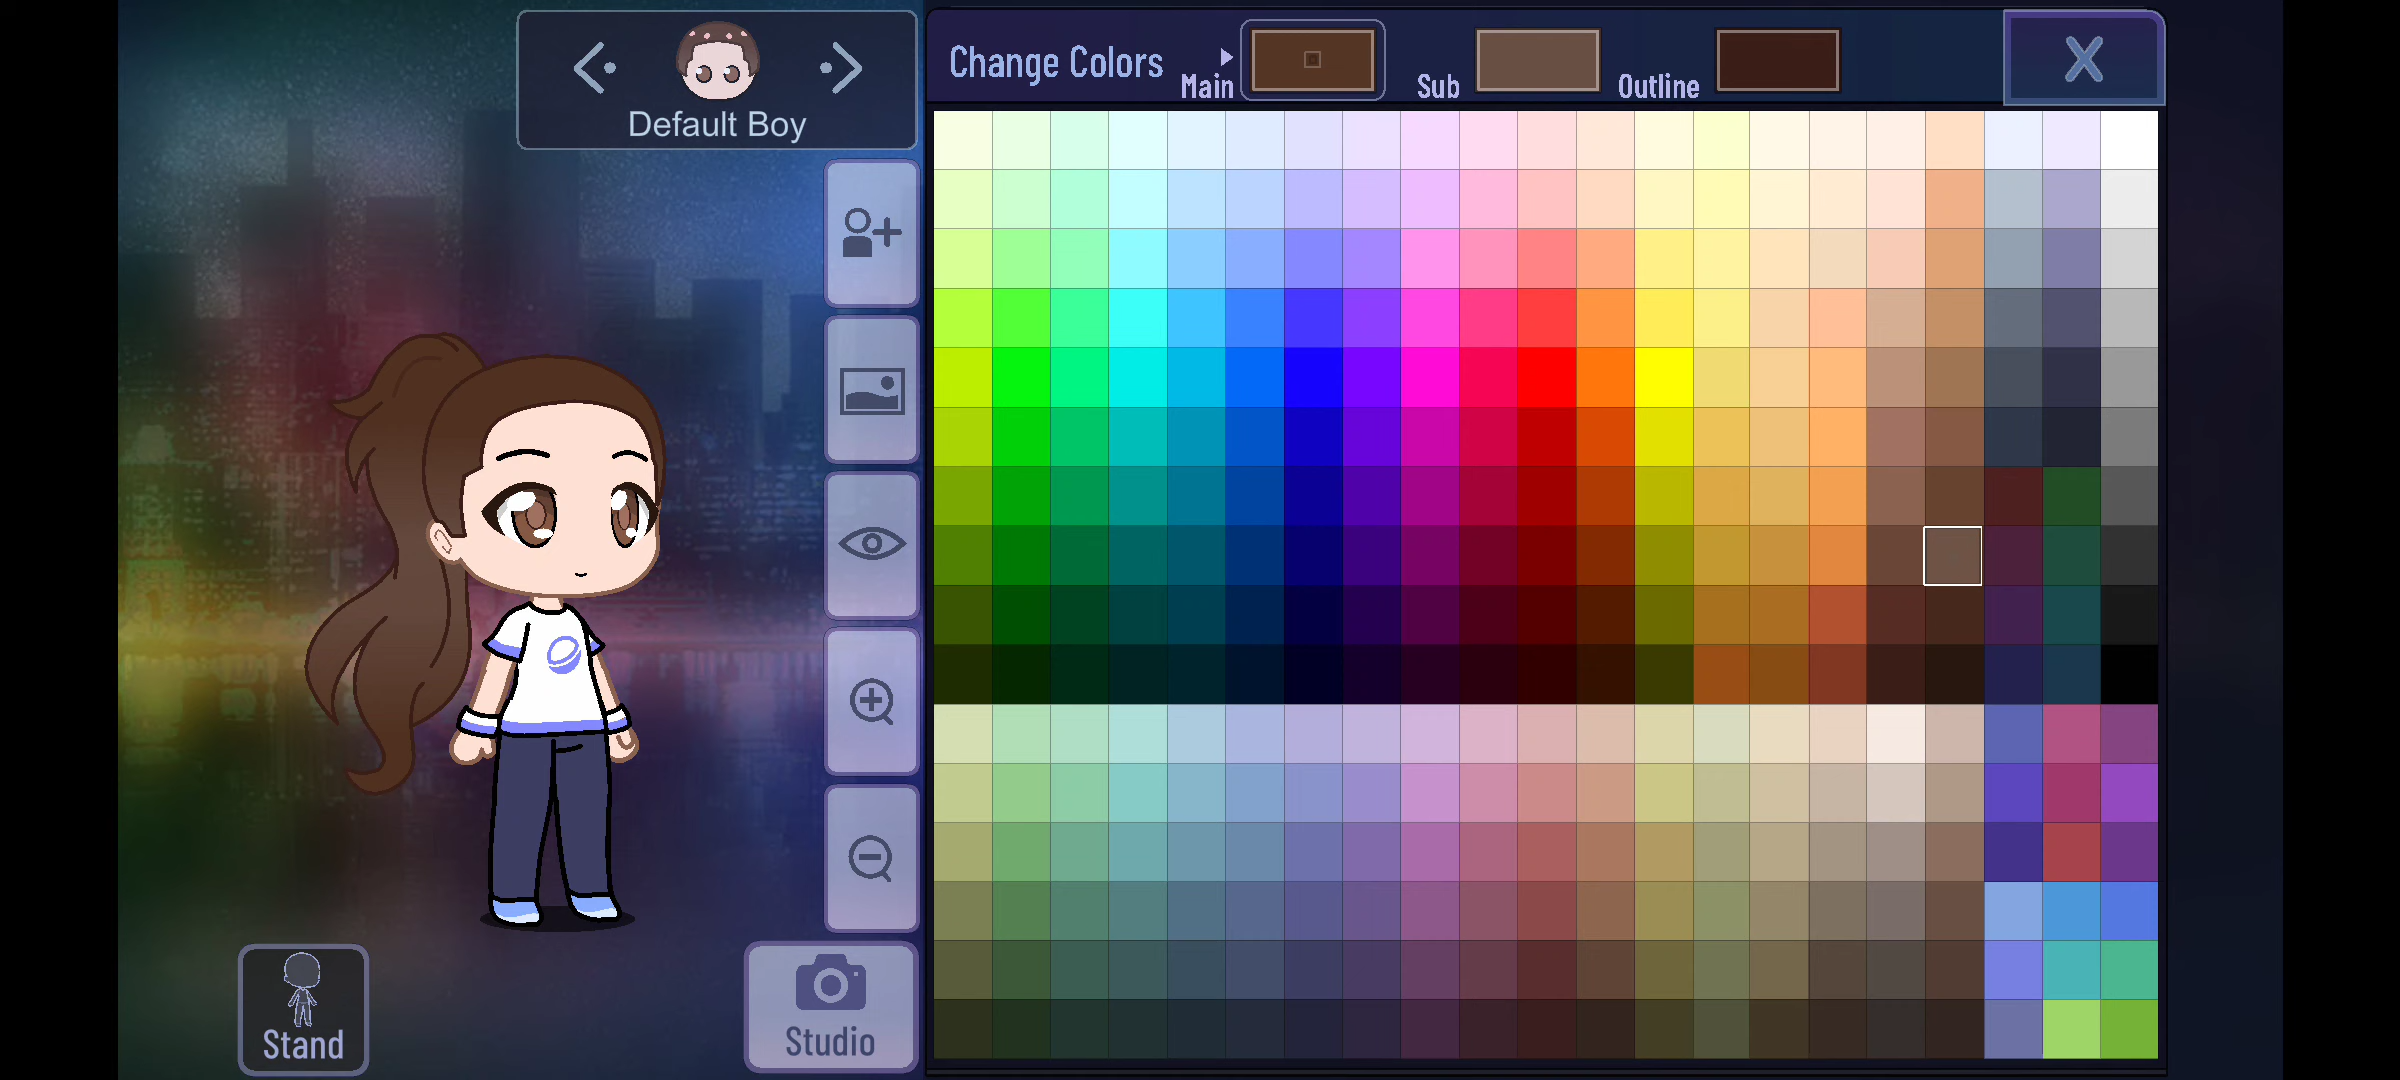 Default Boy
Change Colors
Main
Sub
Outline
X
Stand
Studio